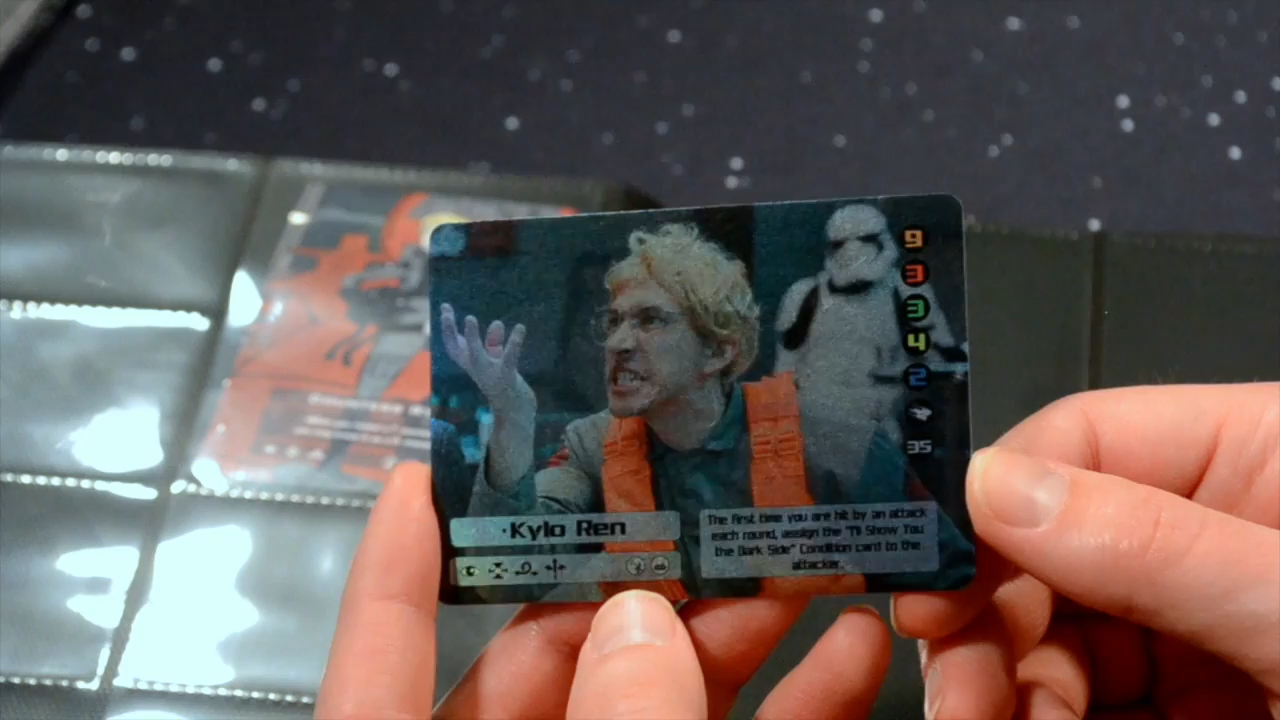 9
3
3
4
2
35
·Kylo Ren
The first time you are hit by an attack
each round, assign the "I'll Show You
the Dark Side" Condition card to the
attacker.